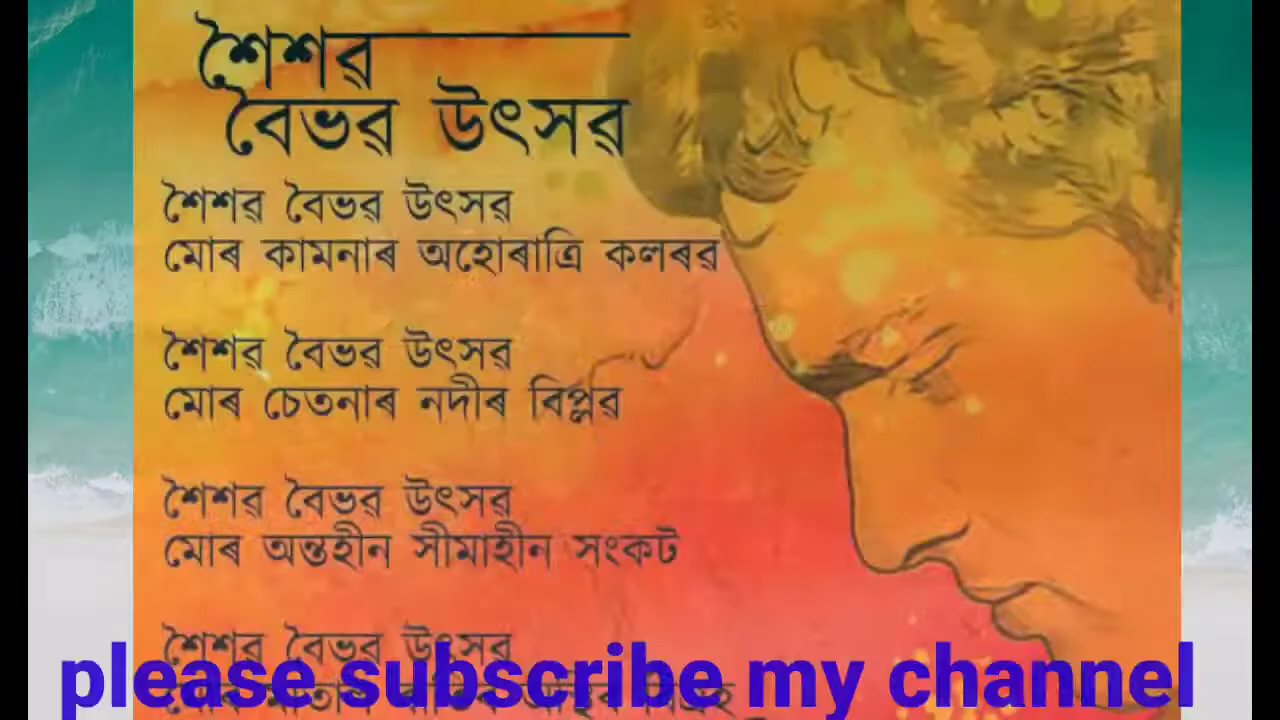 শৈশৱ
বৈভৱ উৎসৱ
শৈশৱ বৈভৱ উৎসৱ
মোৰ কামনাৰ অহোৰাত্ৰি কলৰৱ
শৈশৱ বৈভৱ উৎসৱ
মোৰ চেতনাৰ নদীৰ বিপ্লৱ
শৈশৱ বৈভৱ উৎসৱ
মোৰ অন্তহীন সীমাহীন সংকট
শৈশৱ বৈভৱ উৎসৱ
মোৰ
please subscribe my channel